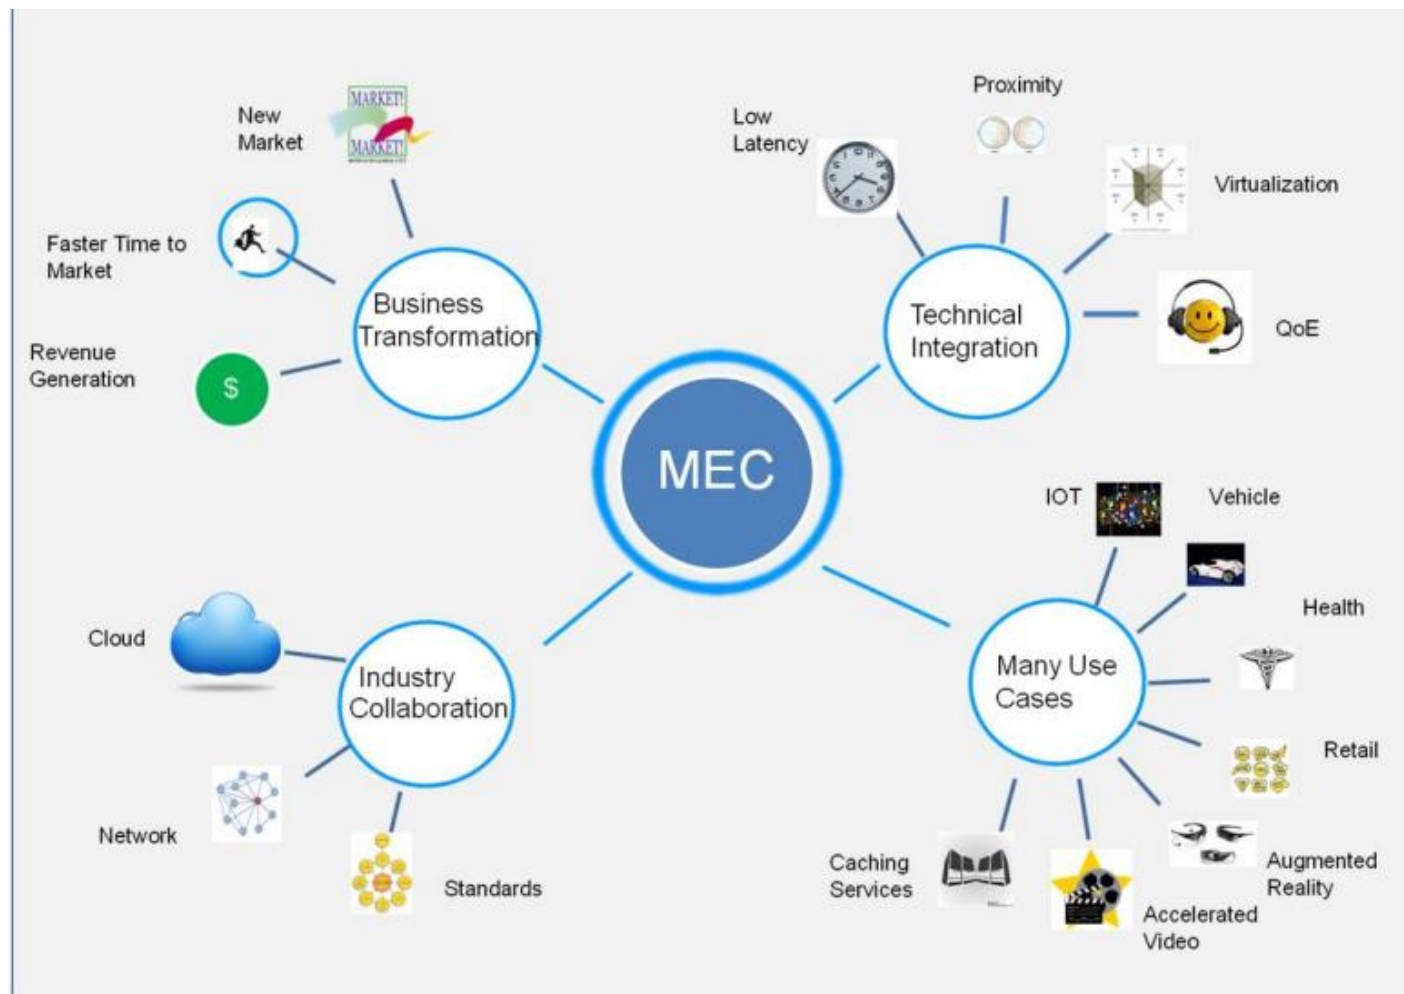 New
Market
MARKET!
MARKET!
Faster Time to
Market
Revenue
Generation
$
Business
Transformation
Low
Latency
Proximity
Virtualization
QoE
Technical
Integration
MEC
Cloud
Network
Standards
Industry
Collaboration
IOT
Vehicle
Health
Retail
Augmented
Reality
Accelerated
Video
Caching
Services
Many Use
Cases